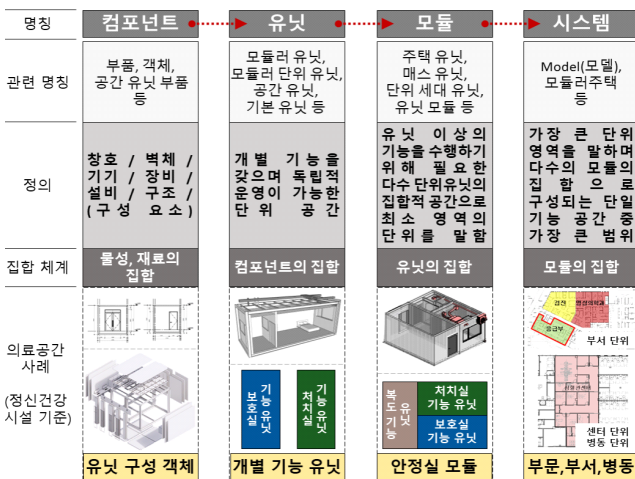 명칭
컴포넌트
유닛
모듈
시스템
관련 명칭
부품, 객체,
공간 유닛 부품
등
모듈러 유닛,
모듈러 단위 유닛,
공간 유닛,
기본 유닛 등
주택 유닛,
매스 유닛,
단위 세대 유닛,
유닛 모듈 등
Model(모델),
모듈러주택
등
정의
창호 / 벽체 /
기기 / 장비 /
설비 / 구조 /
(구성 요소)
개별 기능을
갖으며 독립적
운영이 가능한
단위 공간
유닛 이상의
기능을 수행하기
위해 필요한
다수 단위유닛의
집합적 공간으로
최소 영역의
단위를 말함
가장 큰 단위
영역을 말하며
다수의 모듈의
집합으로
구성되는 단일
기능 공간 중
가장 큰 범위
집합 체계
물성, 재료의
집합
컴포넌트의 집합
유닛의 집합
모듈의 집합
의료공간
사례
(정신건강
시설 기준)
보호실
기능 유닛
처치실
기능 유닛
복도 기능
유닛
처치실
기능 유닛
보호실
기능 유닛
응급부
부서 단위
센터 단위
병동 단위
유닛 구성 객체
개별 기능 유닛
안정실 모듈
부문,부서,병동